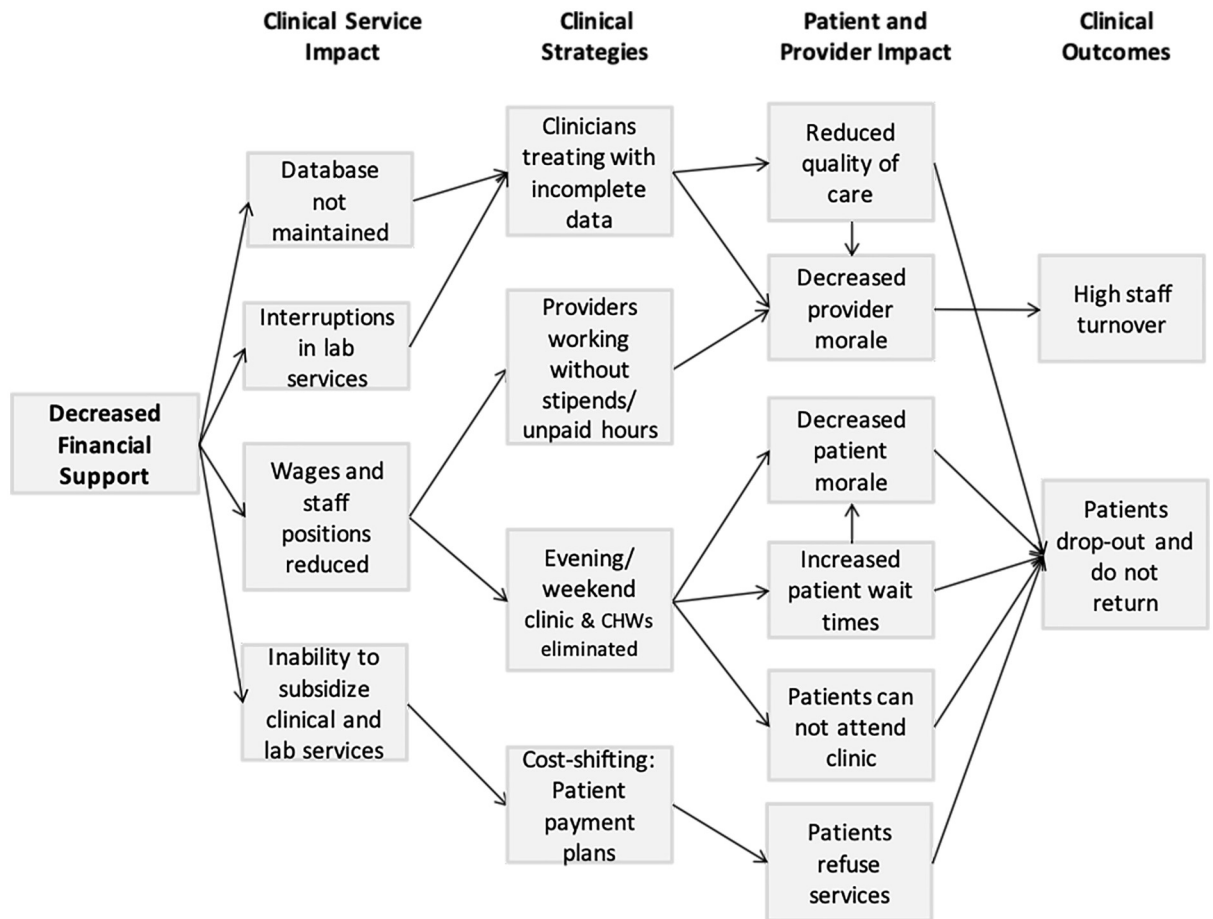 Clinical Service
Impact
Clinical
Strategies
Patient and
Provider Impact
Clinical
Outcomes
Decreased
Financial
Support
Database
not
maintained
Interruptions
in lab
services
Wages and
staff
positions
reduced
Inability to
subsidize
clinical and
lab services
Clinicians
treating with
incomplete
data
Providers
working
without
stipends/
unpaid hours
Evening/
weekend
clinic & CHWs
eliminated
Cost-shifting:
Patient
payment
plans
Reduced
quality of
care
Decreased
provider
morale
Decreased
patient
morale
Increased
patient wait
times
Patients can
not attend
clinic
Patients
refuse
services
High staff
turnover
Patients
drop-out and
do not
return